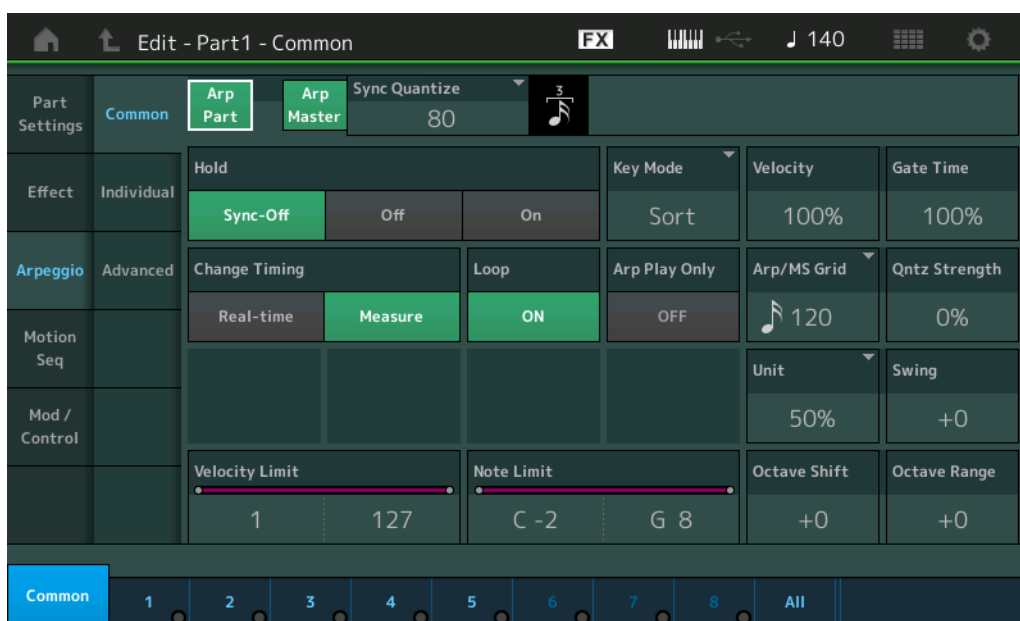 Edit - Part1 - Common
FX
140
Part Settings
Effect
Arpeggio
Motion Seq
Mod / Control
Common
Individual
Advanced
Arp Part
Arp Master
Sync Quantize
80
3
Hold
Sync-Off
Off
On
Key Mode
Sort
Velocity
100%
Gate Time
100%
Change Timing
Real-time
Measure
Loop
ON
Arp Play Only
OFF
Arp/MS Grid
120
Qntz Strength
0%
Unit
50%
Swing
+0
Velocity Limit
1
127
Note Limit
C -2
G 8
Octave Shift
+0
Octave Range
+0
Common
1
2
3
4
5
6
7
8
All